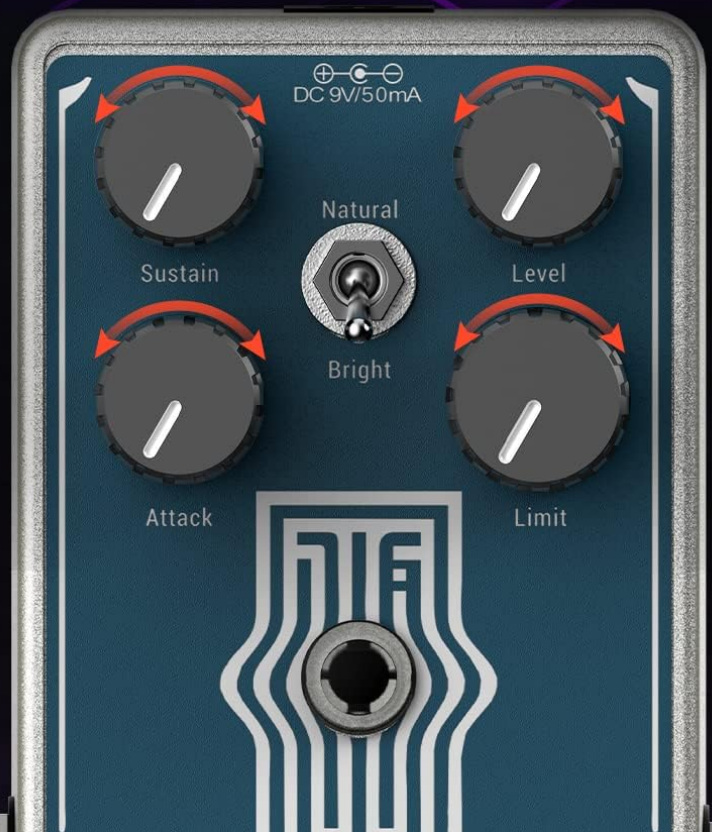 DC 9V/50mA
Natural
Sustain
Level
Bright
Attack
Limit